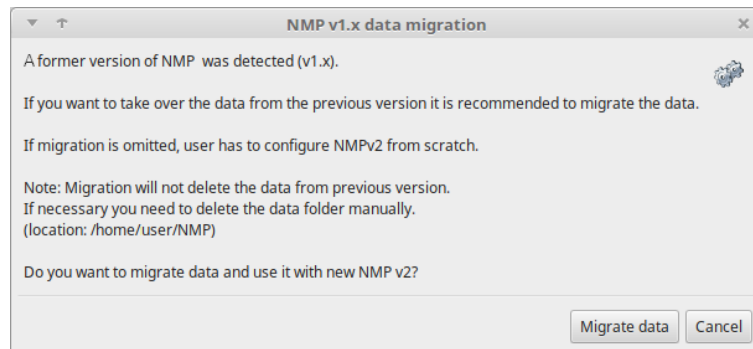 NMP v1.x data migration
A former version of NMP was detected (v1.x).
If you want to take over the data from the previous version it is recommended to migrate the data.
If migration is omitted, user has to configure NMPv2 from scratch.
Note: Migration will not delete the data from previous version.
If necessary you need to delete the data folder manually.
(location: /home/user/NMP)
Do you want to migrate data and use it with new NMP v2?
Migrate data Cancel